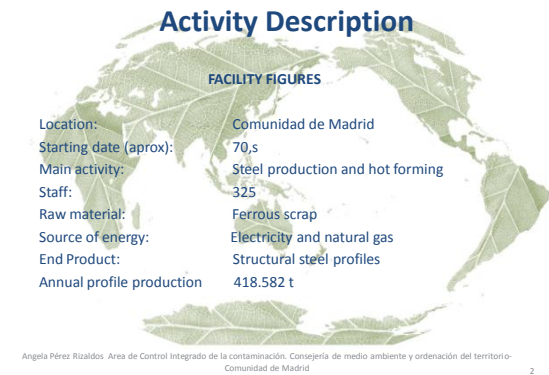 Activity Description
FACILITY FIGURES
Location: Comunidad de Madrid
Starting date (aprox): 70,s
Main activity: Steel production and hot forming
Staff: 325
Raw material: Ferrous scrap
Source of energy: Electricity and natural gas
End Product: Structural steel profiles
Annual profile production 418.582 t
Angela Pérez Rizaldos Area de Control Integrado de la contaminación. Consejería de medio ambiente y ordenación del territorio-
Comunidad de Madrid
2